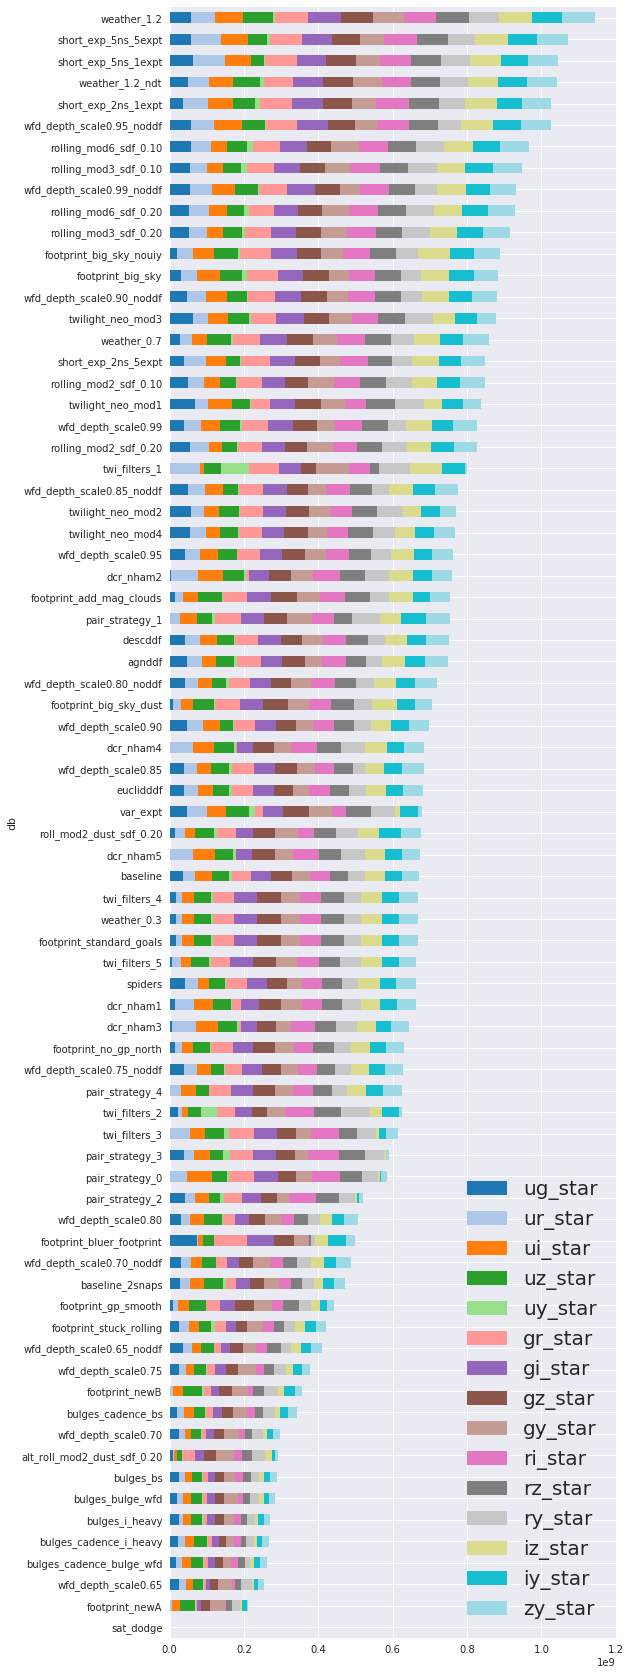 weather_1.2
short_exp_5ns_5expt
short_exp_5ns_1expt
weather_1.2_ndt
short_exp_2ns_1expt
wfd_depth_scale0.95_noddf
rolling_mod6_sdf_0.10
rolling_mod3_sdf_0.10
wfd_depth_scale0.99_noddf
rolling_mod6_sdf_0.20
rolling_mod3_sdf_0.20
footprint_big_sky_nouiy
footprint_big_sky
wfd_depth_scale0.90_noddf
twilight_neo_mod3
weather_0.7
short_exp_2ns_5expt
rolling_mod2_sdf_0.10
twilight_neo_mod1
wfd_depth_scale0.99
rolling_mod2_sdf_0.20
twi_filters_1
wfd_depth_scale0.85_noddf
twilight_neo_mod2
twilight_neo_mod4
wfd_depth_scale0.95
dcr_nham2
footprint_add_mag_clouds
pair_strategy_1
descddf
agnddf
wfd_depth_scale0.80_noddf
footprint_big_sky_dust
wfd_depth_scale0.90
dcr_nham4
wfd_depth_scale0.85
euclidddf
var_expt
roll_mod2_dust_sdf_0.20
dcr_nham5
baseline
twi_filters_4
weather_0.3
footprint_standard_goals
twi_filters_5
spiders
dcr_nham1
dcr_nham3
footprint_no_gp_north
wfd_depth_scale0.75_noddf
pair_strategy_4
twi_filters_2
twi_filters_3
pair_strategy_3
pair_strategy_0
pair_strategy_2
wfd_depth_scale0.80
footprint_bluer_footprint
wfd_depth_scale0.70_noddf
baseline_2snaps
footprint_gp_smooth
footprint_stuck_rolling
wfd_depth_scale0.65_noddf
wfd_depth_scale0.75
footprint_newB
bulges_cadence_bs
wfd_depth_scale0.70
alt_roll_mod2_dust_sdf_0.20
bulges_bs
bulges_bulge_wfd
bulges_i_heavy
bulges_cadence_i_heavy
bulges_cadence_bulge_wfd
wfd_depth_scale0.65
footprint_newA
sat_dodge
db
ug_star
ur_star
ui_star
uz_star
uy_star
gr_star
gi_star
gz_star
gy_star
ri_star
rz_star
ry_star
iz_star
iy_star
zy_star
0.0 0.2 0.4 0.6 0.8 1.0 1.2
1e9